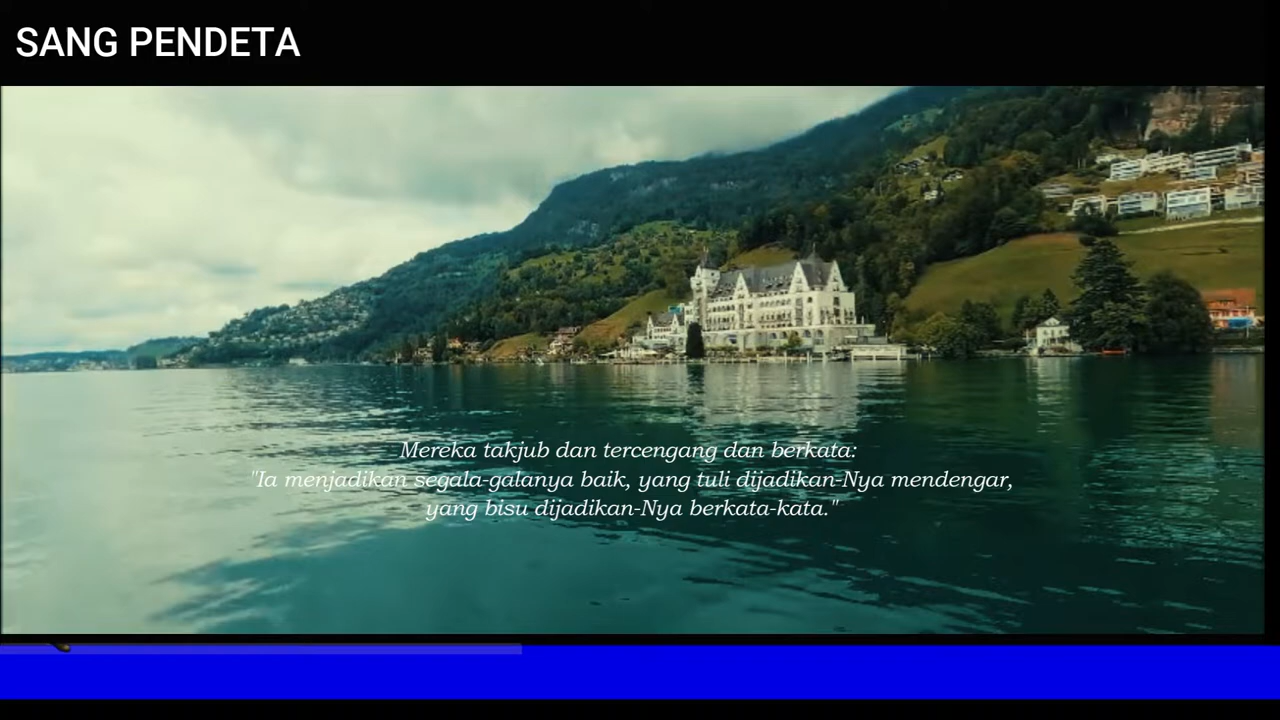 SANG PENDETA
Mereka takjub dan tercengang dan berkata:
"Ia menjadikan segala-galanya baik, yang tuli dijadikan-Nya mendengar,
yang bisu dijadikan-Nya berkata-kata."